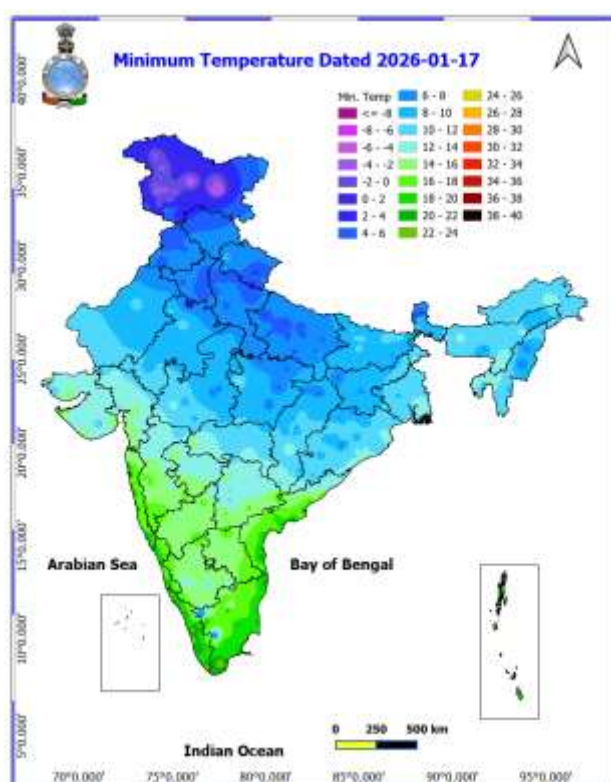 Minimum Temperature Dated 2026-01-17
Min. Temp
<= -8
-8 - -6
-6 - -4
-4 - -2
-2 - 0
0 - 2
2 - 4
4 - 6
6 - 8
8 - 10
10 - 12
12 - 14
14 - 16
16 - 18
18 - 20
20 - 22
22 - 24
24 - 26
26 - 28
28 - 30
30 - 32
32 - 34
34 - 36
36 - 38
38 - 40
40°0.000'
35°0.000'
30°0.000'
25°0.000'
20°0.000'
15°0.000'
10°0.000'
5°0.000'
Arabian Sea
Bay of Bengal
Indian Ocean
0 250 500 km
70°0.000' 75°0.000' 80°0.000' 85°0.000' 90°0.000' 95°0.000'